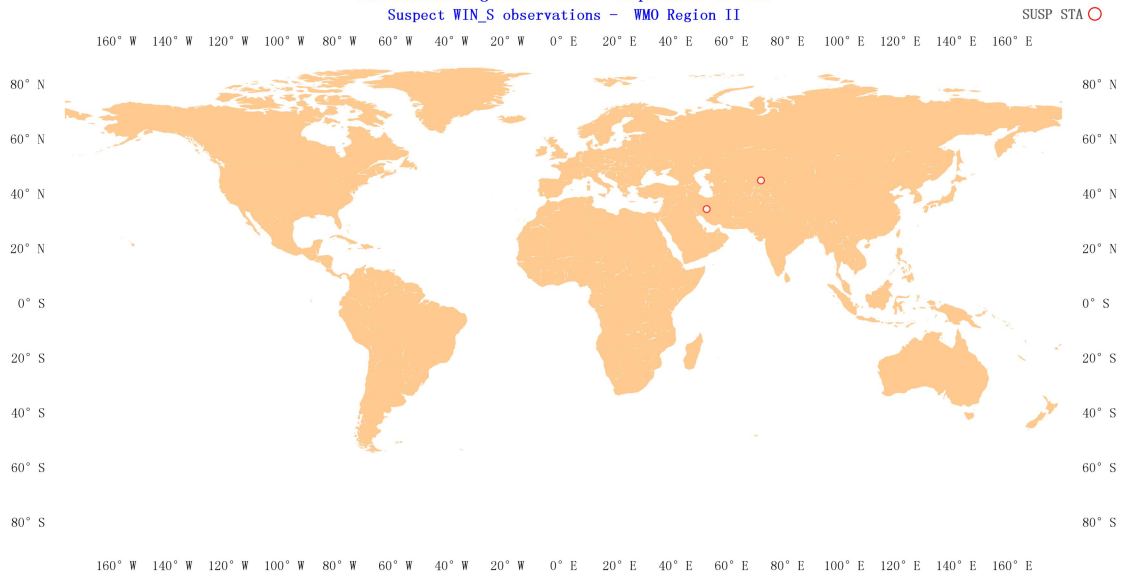 Suspect WIN_S observations - WMO Region II
SUSP STA
160° W 140° W 120° W 100° W 80° W 60° W 40° W 20° W 0° E 20° E 40° E 60° E 80° E 100° E 120° E 140° E 160° E
80° N 80° N
60° N 60° N
40° N 40° N
20° N 20° N
0° S 0° S
20° S 20° S
40° S 40° S
60° S 60° S
80° S 80° S
160° W 140° W 120° W 100° W 80° W 60° W 40° W 20° W 0° E 20° E 40° E 60° E 80° E 100° E 120° E 140° E 160° E